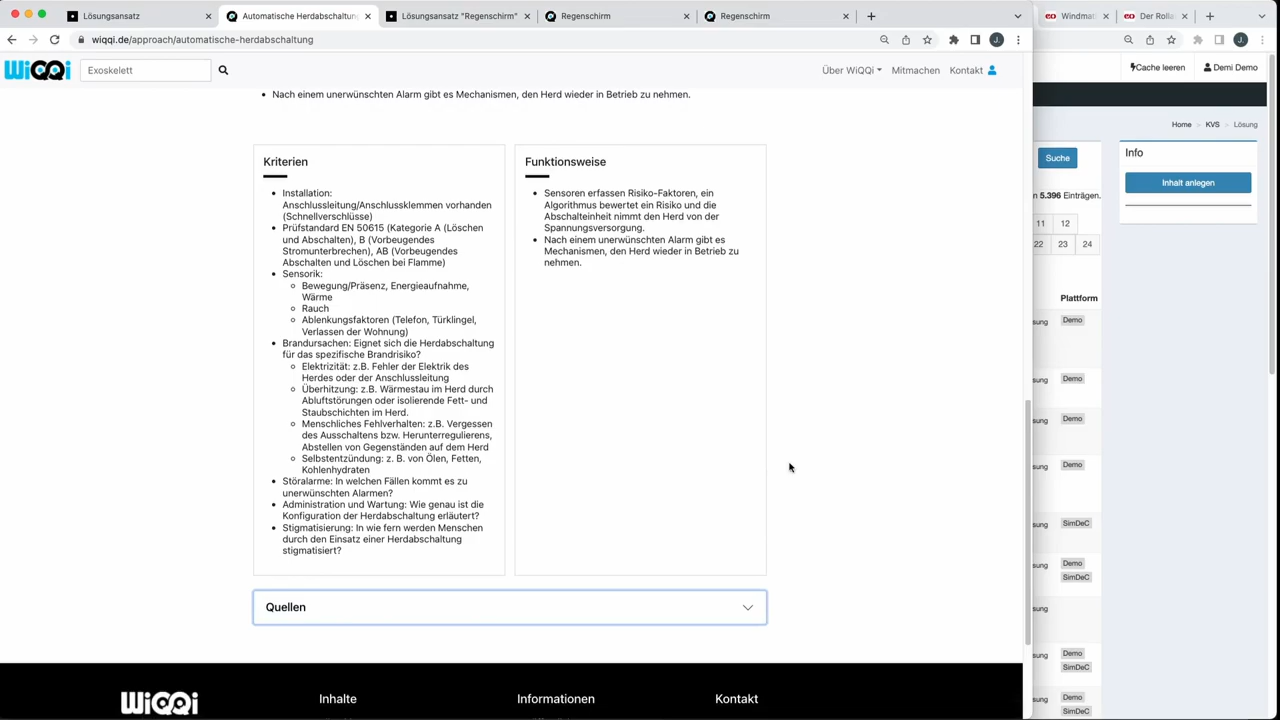 Lösungsansatz
Automatische Herdabschaltung
Lösungsansatz "Regenschirm"
Regenschirm
Regenschirm
Windma
Der Rolla
wiqqi.de/approach/automatische-herdabschaltung
J.
J.
WiQQi
Exoskelett
Über WiQQi
Mitmachen
Kontakt
Cache leeren
Demi Demo
Nach einem unerwünschten Alarm gibt es Mechanismen, den Herd wieder in Betrieb zu nehmen.
Home
KVS
Lösung
Kriterien
Installation:
Anschlussleitung/Anschlussklemmen vorhanden
(Schnellverschlüsse)
Prüfstandard EN 50615 (Kategorie A (Löschen
und Abschalten), B (Vorbeugendes
Stromunterbrechen), AB (Vorbeugendes
Abschalten und Löschen bei Flamme)
Sensorik:
Bewegung/Präsenz, Energieaufnahme,
Wärme
Rauch
Ablenkungsfaktoren (Telefon, Türklingel,
Verlassen der Wohnung)
Brandursachen: Eignet sich die Herdabschaltung
für das spezifische Brandrisiko?
Elektrizität: z.B. Fehler der Elektrik des
Herdes oder der Anschlussleitung
Überhitzung: z.B. Wärmestau im Herd durch
Abluftstörungen oder isolierende Fett- und
Staubschichten im Herd.
Menschliches Fehlverhalten: z.B. Vergessen
des Ausschaltens bzw. Herunterregulierens,
Abstellen von Gegenständen auf dem Herd
Selbstentzündung: z. B. von Ölen, Fetten,
Kohlenhydraten
Störalarme: In welchen Fällen kommt es zu
unerwünschten Alarmen?
Administration und Wartung: Wie genau ist die
Konfiguration der Herdabschaltung erläutert?
Stigmatisierung: In wie fern werden Menschen
durch den Einsatz einer Herdabschaltung
stigmatisiert?
Funktionsweise
Sensoren erfassen Risiko-Faktoren, ein
Algorithmus bewertet ein Risiko und die
Abschalteinheit nimmt den Herd von der
Spannungsversorgung.
Nach einem unerwünschten Alarm gibt es
Mechanismen, den Herd wieder in Betrieb zu
nehmen.
Quellen
WiQQi
Inhalte
Informationen
Kontakt
Suche
n 5.396 Einträgen.
11
12
22
23
24
Plattform
sung
Demo
sung
Demo
sung
Demo
sung
Demo
sung
SimDeC
sung
Demo
SimDeC
sung
sung
Demo
SimDeC
sung
Demo
SimDeC
Info
Inhalt anlegen